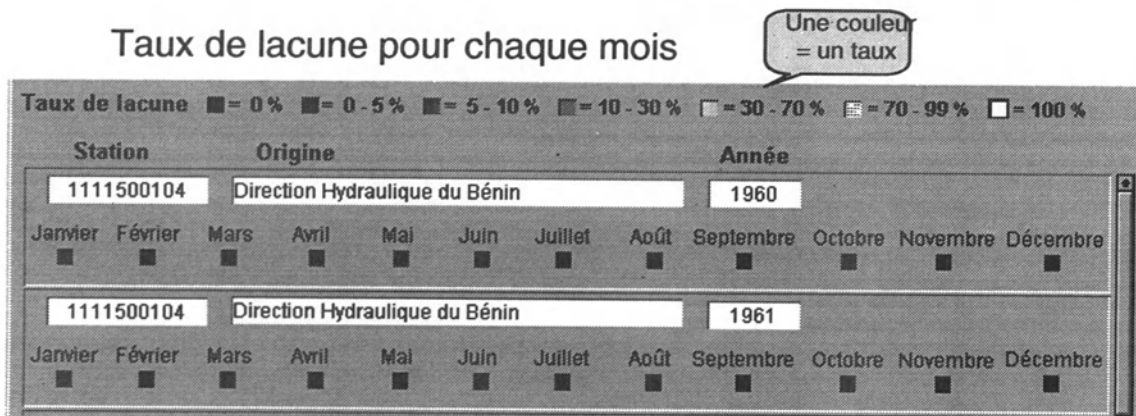 Taux de lacune pour chaque mois
Une couleur
= un taux
Taux de lacune = 0% = 0 - 5 % = 5 - 10 % = 10 - 30 % = 30 - 70 % = 70 - 99 % = 100 %
Station Origine Année
1111500104 Direction Hydraulique du Bénin 1960
Janvier Février Mars Avril Mai Juin Juillet Août Septembre Octobre Novembre Décembre
1111500104 Direction Hydraulique du Bénin 1961
Janvier Février Mars Avril Mai Juin Juillet Août Septembre Octobre Novembre Décembre